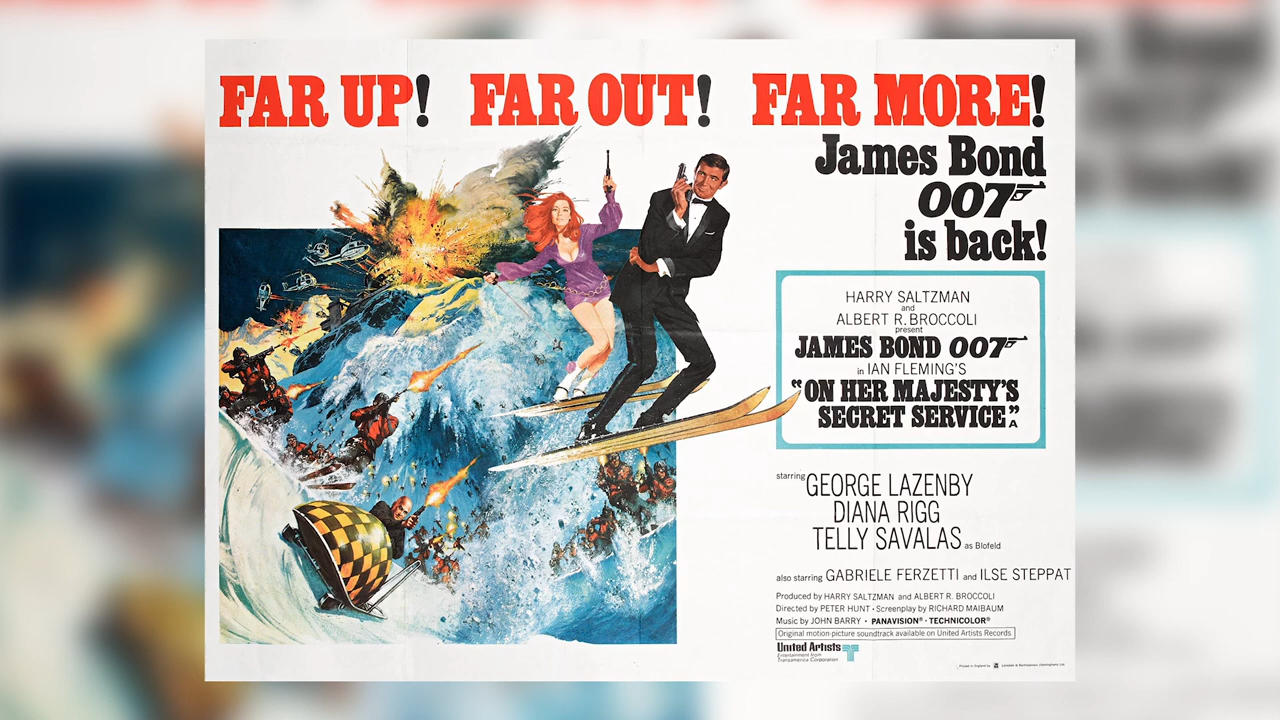 FAR UP! FAR OUT! FAR MORE!
James Bond
007
is back!
HARRY SALTZMAN
and
ALBERT R. BROCCOLI
present
JAMES BOND 007
in IAN FLEMING'S
"ON HER MAJESTY'S
SECRET SERVICE" A
starring GEORGE LAZENBY
DIANA RIGG
TELLY SAVALAS as Blofeld
also starring GABRIELE FERZETTI and ILSE STEPPAT
Produced by HARRY SALTZMAN and ALBERT R. BROCCOLI
Directed by PETER HUNT · Screenplay by RICHARD MAIBAUM
Music by JOHN BARRY · PANAVISION® · TECHNICOLOR®
Original motion picture soundtrack available on United Artists Records
United Artists
Entertainment from
Transamerica Corporation
Printed in England by